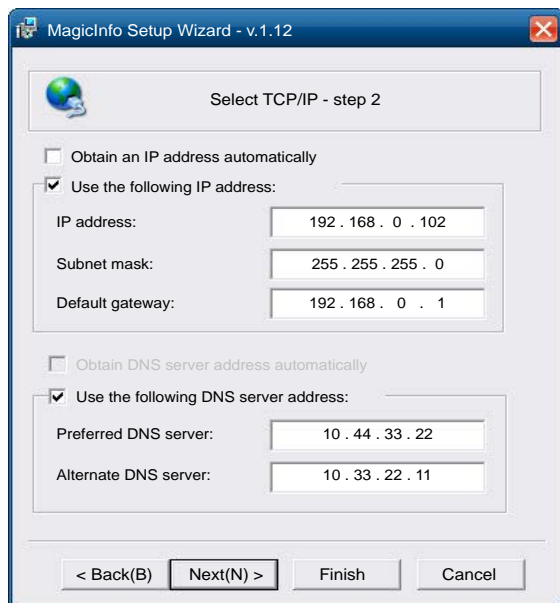 MagicInfo Setup Wizard - v.1.12
Select TCP/IP - step 2
Obtain an IP address automatically
Use the following IP address:
IP address: 192 . 168 . 0 . 102
Subnet mask: 255 . 255 . 255 . 0
Default gateway: 192 . 168 . 0 . 1
Obtain DNS server address automatically
Use the following DNS server address:
Preferred DNS server: 10 . 44 . 33 . 22
Alternate DNS server: 10 . 33 . 22 . 11
< Back(B) Next(N) > Finish Cancel